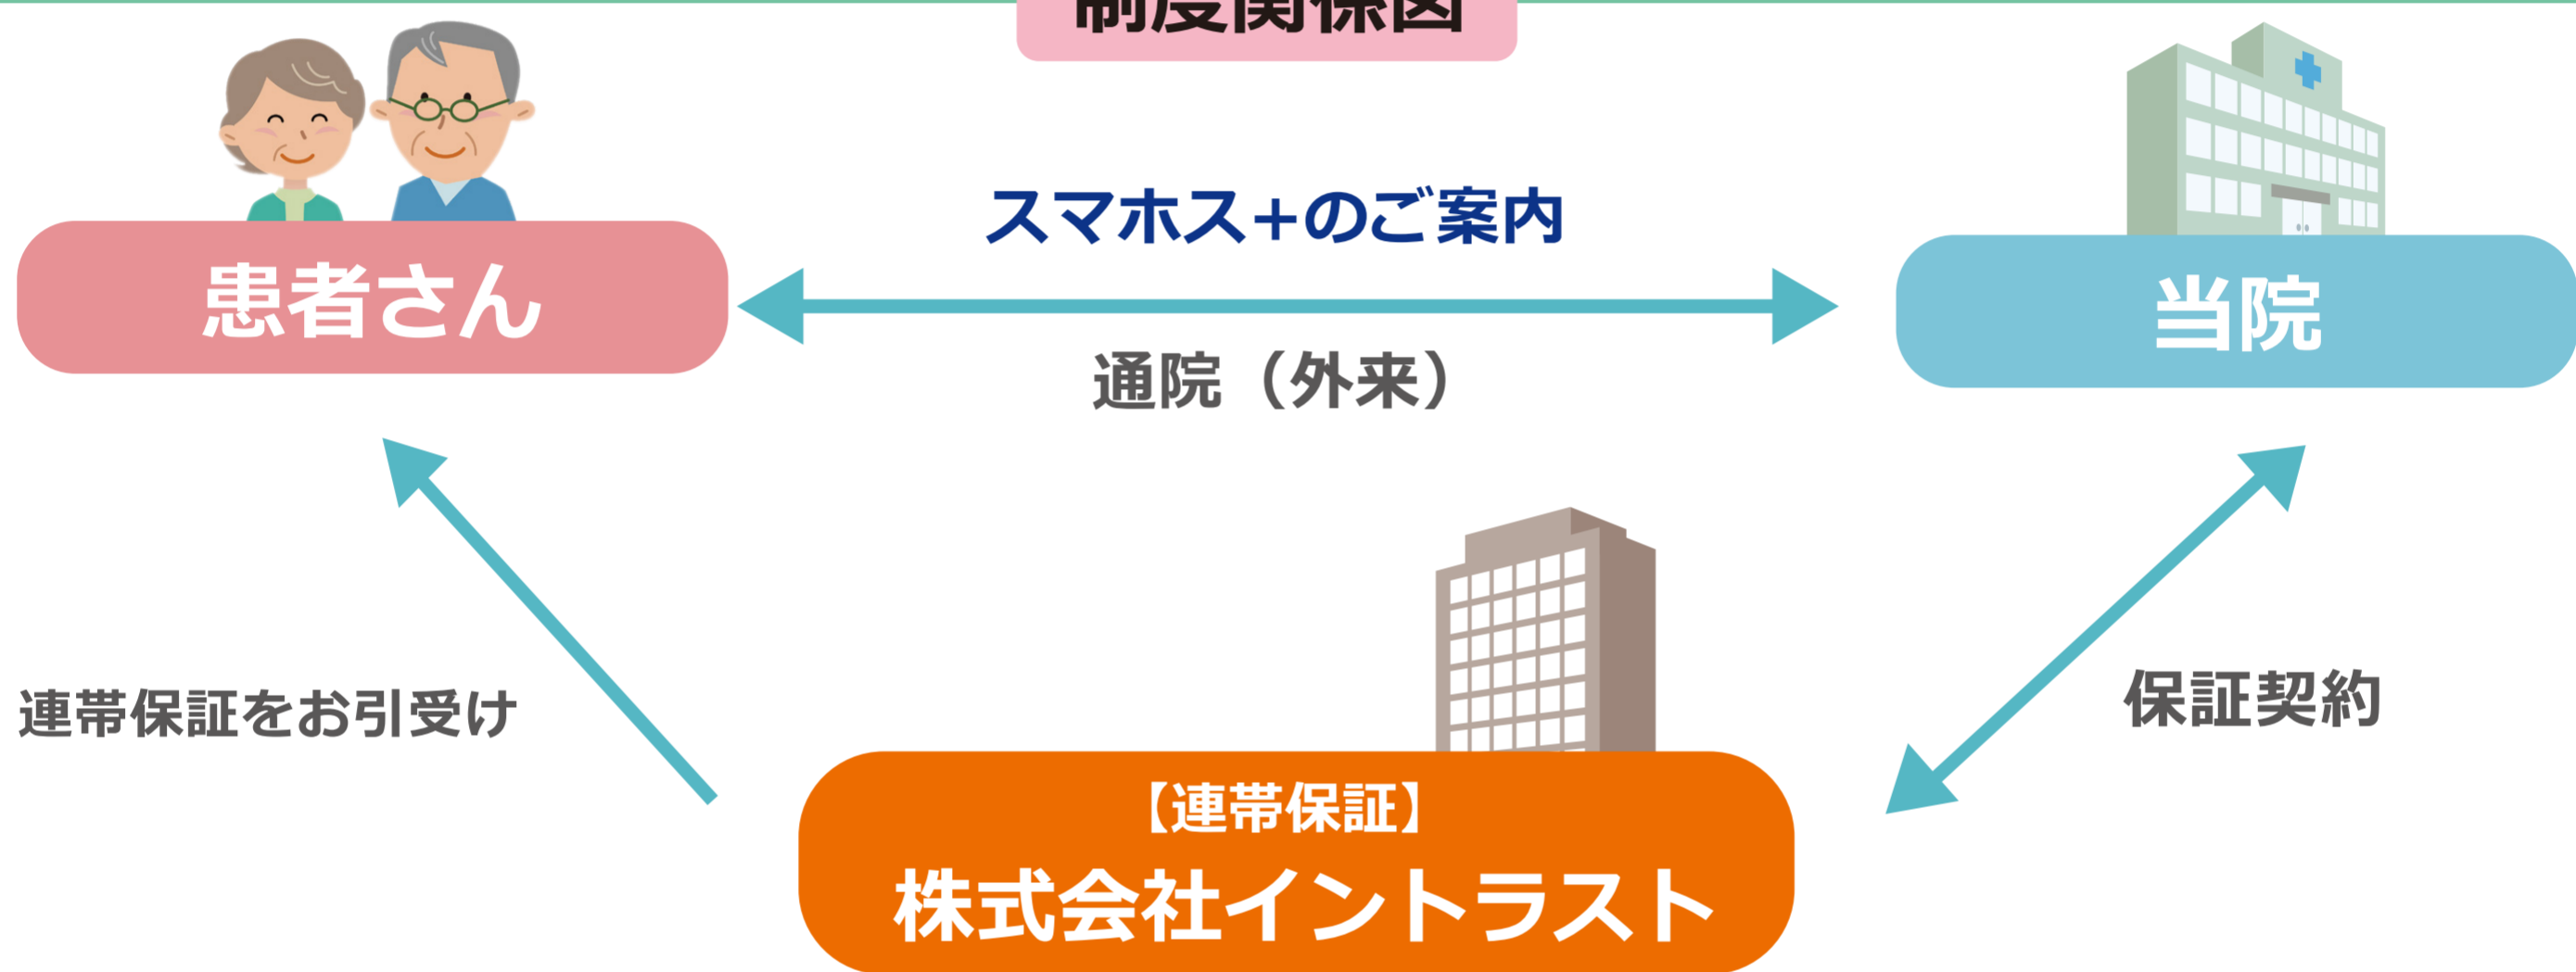 制度関係図
患者さん
スマホス+のご案内
通院（外来）
当院
連帯保証をお引受け
保証契約
【連帯保証】
株式会社イントラスト